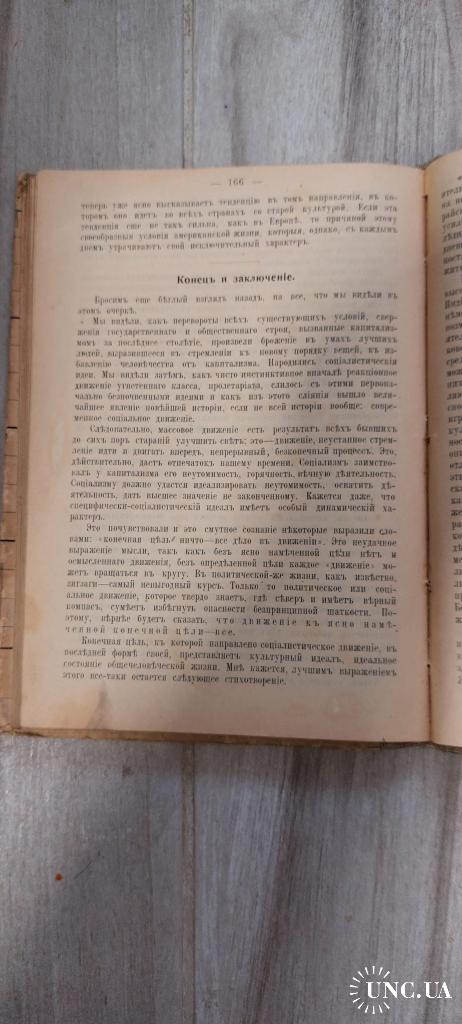 — 166 —
теперь уже ясно высказываетъ тенденцію въ томъ направленіи, въ ко-
торомъ оно идетъ во всѣхъ странахъ со старой культурой. Если эта
тенденція еще не такъ сильна, какъ въ Европѣ, то причиной этому
своеобразныя условія американской жизни, которыя, однако, съ каждымъ
днемъ утрачиваютъ свой исключительный характеръ.
Конецъ и заключеніе.
Бросимъ еще бѣглый взглядъ назадъ, на все, что мы видѣли въ
этомъ очеркѣ.
Мы видѣли, какъ перевороты всѣхъ существующихъ условій, свер-
женія государственнаго и общественнаго строя, вызванные капитализ-
момъ за послѣднее столѣтіе, произвели броженіе въ умахъ лучшихъ
людей, выразившееся въ стремленіи къ новому порядку вещей, къ из-
бавленію человѣчества отъ капитализма. Народились соціалистическія
идеи. Мы видѣли затѣмъ, какъ чисто инстинктивное вначалѣ реакціонное
движеніе угнетеннаго класса, пролетаріата, слилось съ этими первона-
чально безпочвенными идеями и какъ изъ этого сліянія вышло вели-
чайшее явленіе новѣйшей исторіи, если не всей исторіи вообще: совре-
менное соціальное движеніе.
Слѣдовательно, массовое движеніе есть результатъ всѣхъ бывшихъ
до сихъ поръ стараній улучшить свѣтъ; это—движеніе, неустанное стрем-
леніе идти и двигать впередъ, непрерывный, безконечный процессъ. Это,
дѣйствительно, даетъ отпечатокъ нашему времени. Соціализмъ заимство-
валъ у капитализма его неутомимость, горячность, вѣчную дѣятельность.
Соціализму должно удастся идеализировать неутомимость, освятить дѣ-
ятельность, дать высшее значеніе не законченному. Кажется даже, что
специфически-соціалистическій идеалъ имѣетъ особый динамическій ха-
рактеръ.
Это почувствовали и это смутное сознаніе нѣкоторые выразили сло-
вами: «конечная цѣль ничто—все дѣло въ движеніи». Это неудачное
выраженіе мысли, такъ какъ безъ ясно намѣченной цѣли нѣтъ и
осмысленнаго движенія, безъ опредѣленной цѣли каждое «движеніе» мо-
жетъ вращаться въ кругу. Въ политической-же жизни, какъ извѣстно,
зигзаги—самый невыгодный курсъ. Только то политическое или соці-
альное движеніе, которое твердо знаетъ, гдѣ сѣверъ и имѣетъ вѣрный
компасъ, сумѣетъ избѣгнуть опасности безпринципной шаткости. По-
этому, вѣрнѣе будетъ сказать, что движеніе къ ясно намѣ-
ченной конечной цѣли—все.
Конечная цѣль, къ которой направлено соціалистическое движеніе, въ
послѣдней формѣ своей, представляетъ культурный идеалъ, идеальное
состояніе общечеловѣческой жизни. Мнѣ кажется, лучшимъ выраженіемъ
этого все-таки остается слѣдующее стихотвореніе.
UNC.UA